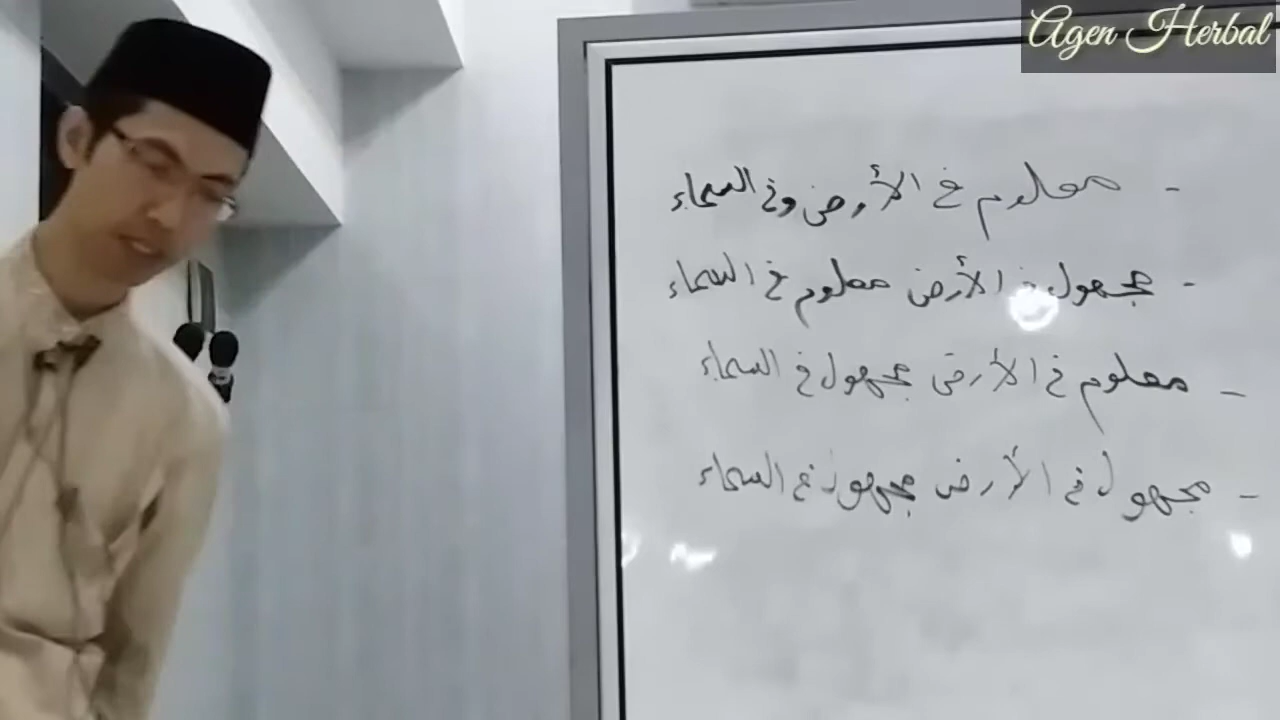 Agen Herbal
- معلوم في الأرض وفي السماء
- مجهول في الأرض معلوم في السماء
- معلوم في الأرض مجهول في السماء
- مجهول في الأرض مجهول في السماء